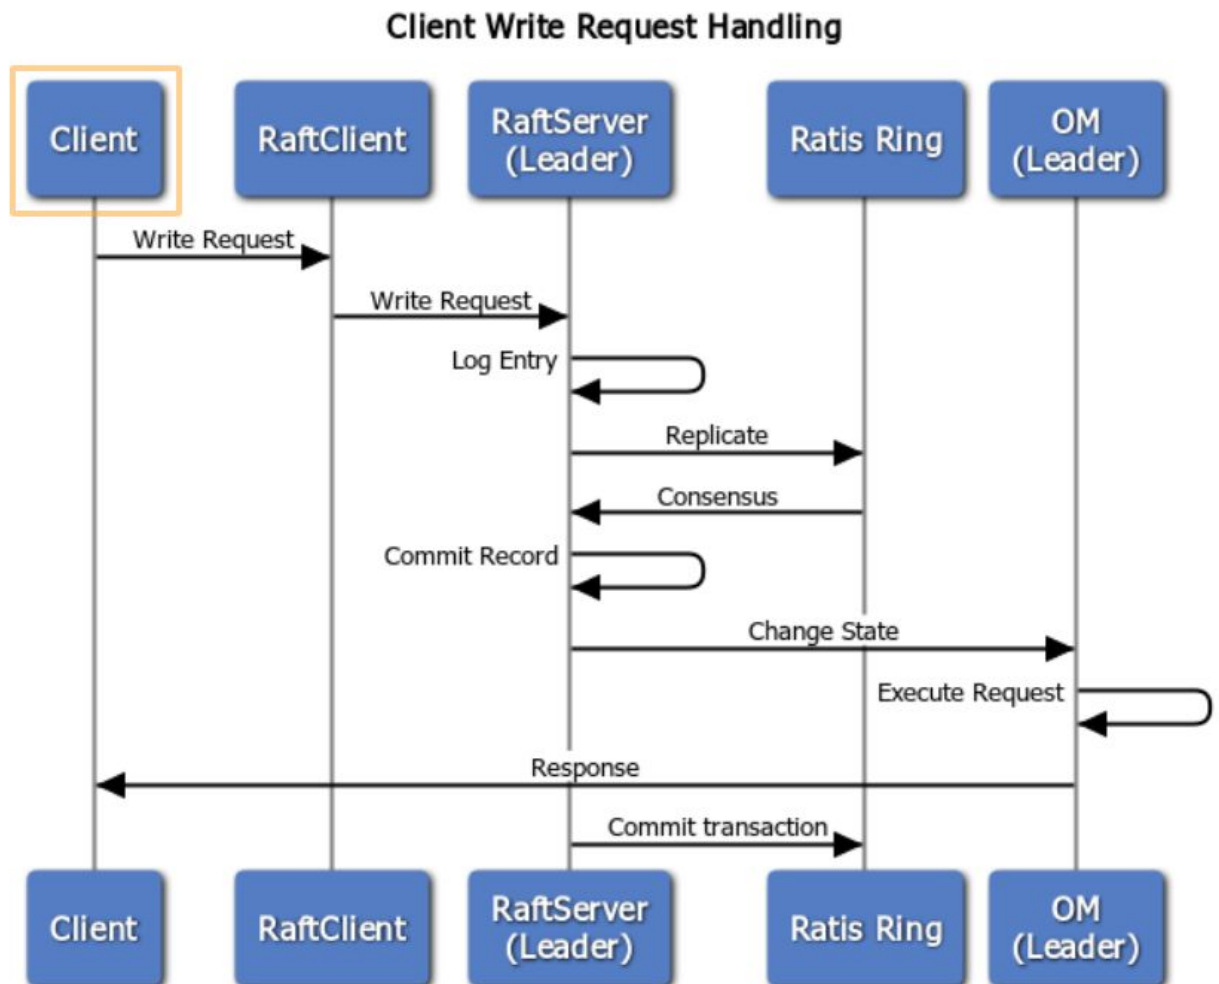 Client Write Request Handling
Client
RaftClient
RaftServer
(Leader)
Ratis Ring
OM
(Leader)
Write Request
Write Request
Log Entry
Replicate
Consensus
Commit Record
Change State
Execute Request
Response
Commit transaction
Client
RaftClient
RaftServer
(Leader)
Ratis Ring
OM
(Leader)